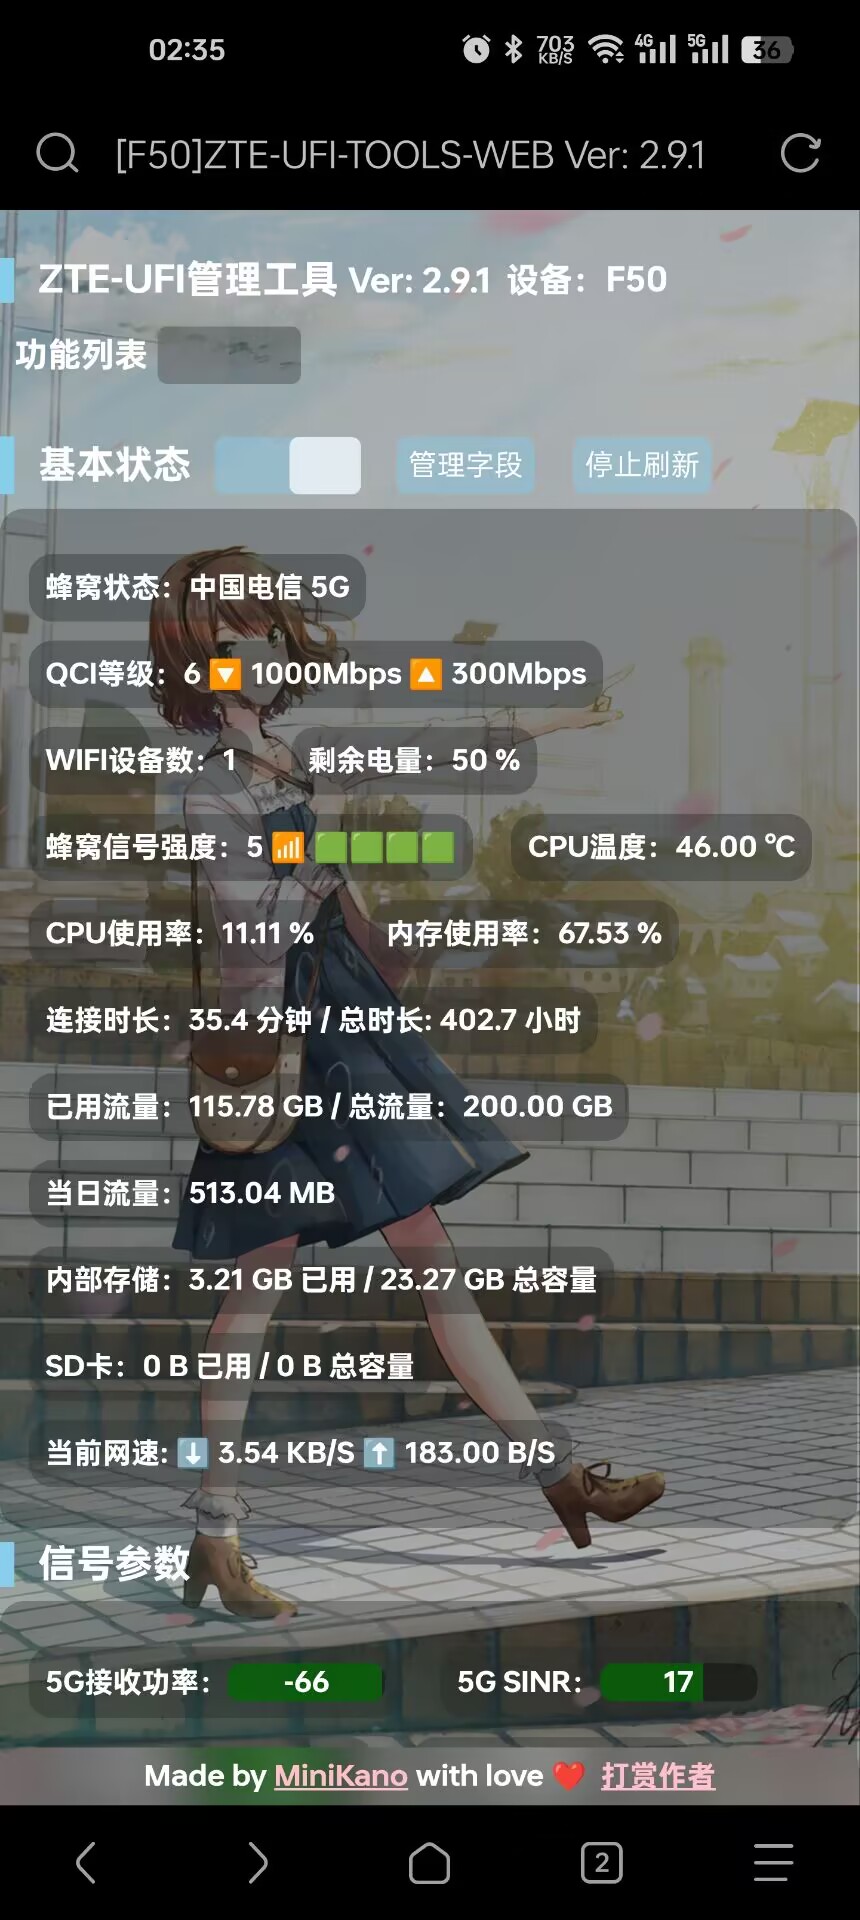 02:35 703 KB/S 4G 5G 36
[F50]ZTE-UFI-TOOLS-WEB Ver: 2.9.1
ZTE-UFI管理工具 Ver: 2.9.1 设备：F50
功能列表
基本状态 管理字段 停止刷新
蜂窝状态：中国电信 5G
QCI等级：6 🔽 1000Mbps 🔼 300Mbps
WIFI设备数：1 剩余电量：50 %
蜂窝信号强度：5 📶 🟩🟩🟩🟩 CPU温度：46.00 ℃
CPU使用率：11.11 % 内存使用率：67.53 %
连接时长：35.4 分钟 / 总时长: 402.7 小时
已用流量：115.78 GB / 总流量：200.00 GB
当日流量：513.04 MB
内部存储：3.21 GB 已用 / 23.27 GB 总容量
SD卡：0 B 已用 / 0 B 总容量
当前网速: ⬇️ 3.54 KB/S ⬆️ 183.00 B/S
信号参数
5G接收功率：-66 5G SINR：17
Made by MiniKano with love ❤️ 打赏作者
2